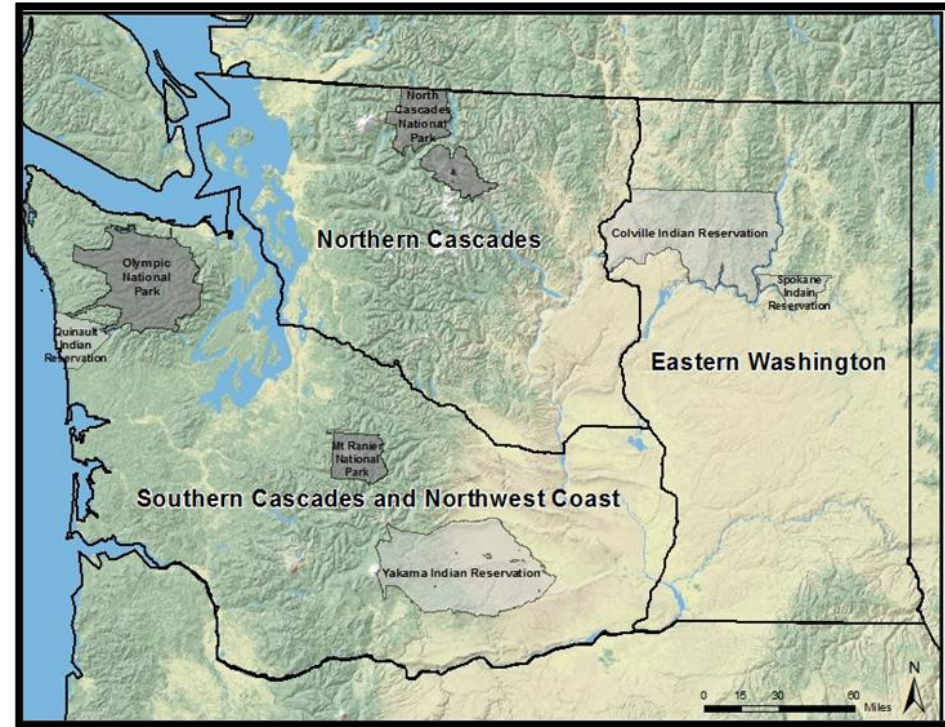 North
Cascades
National
Park
Northern Cascades
Colville Indian Reservation
Olympic
National
Park
Spokane
Indain
Reservation
Quinault
Indian
Reservation
Eastern Washington
Mt Ranier
National
Park
Southern Cascades and Northwest Coast
Yakama Indian Reservation
N
0 15 30 60
Miles